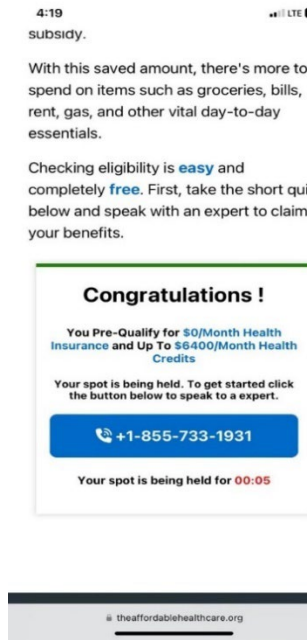 4:19
LTE
subsidy.
With this saved amount, there's more to
spend on items such as groceries, bills,
rent, gas, and other vital day-to-day
essentials.
Checking eligibility is easy and
completely free. First, take the short qui
below and speak with an expert to claim
your benefits.
Congratulations !
You Pre-Qualify for $0/Month Health
Insurance and Up To $6400/Month Health
Credits
Your spot is being held. To get started click
the button below to speak to a expert.
+1-855-733-1931
Your spot is being held for 00:05
theaffordablehealthcare.org